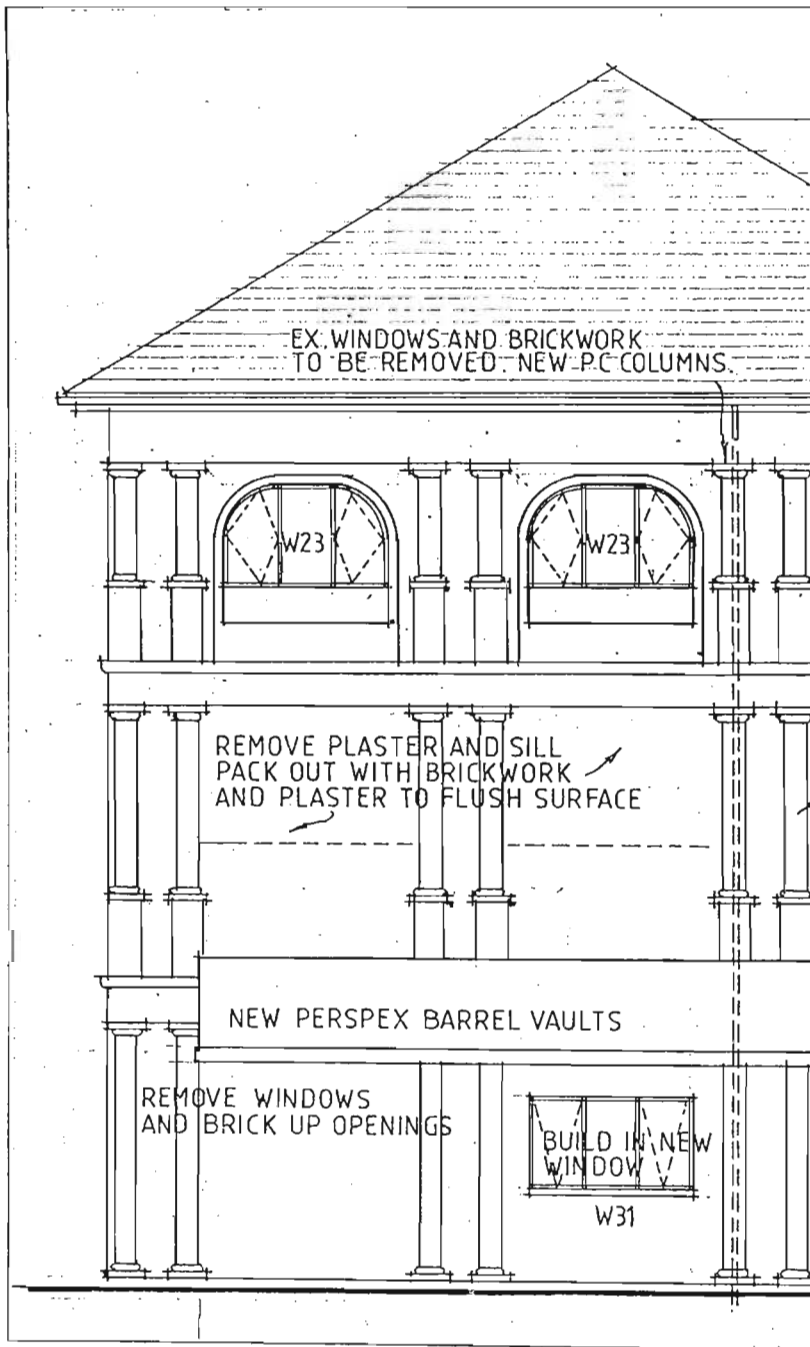 EX. WINDOWS AND BRICKWORK
TO BE REMOVED. NEW PC COLUMNS.
W23
W23
REMOVE PLASTER AND SILL
PACK OUT WITH BRICKWORK
AND PLASTER TO FLUSH SURFACE
NEW PERSPEX BARREL VAULTS
REMOVE WINDOWS
AND BRICK UP OPENINGS
BUILD IN NEW
WINDOW
W31